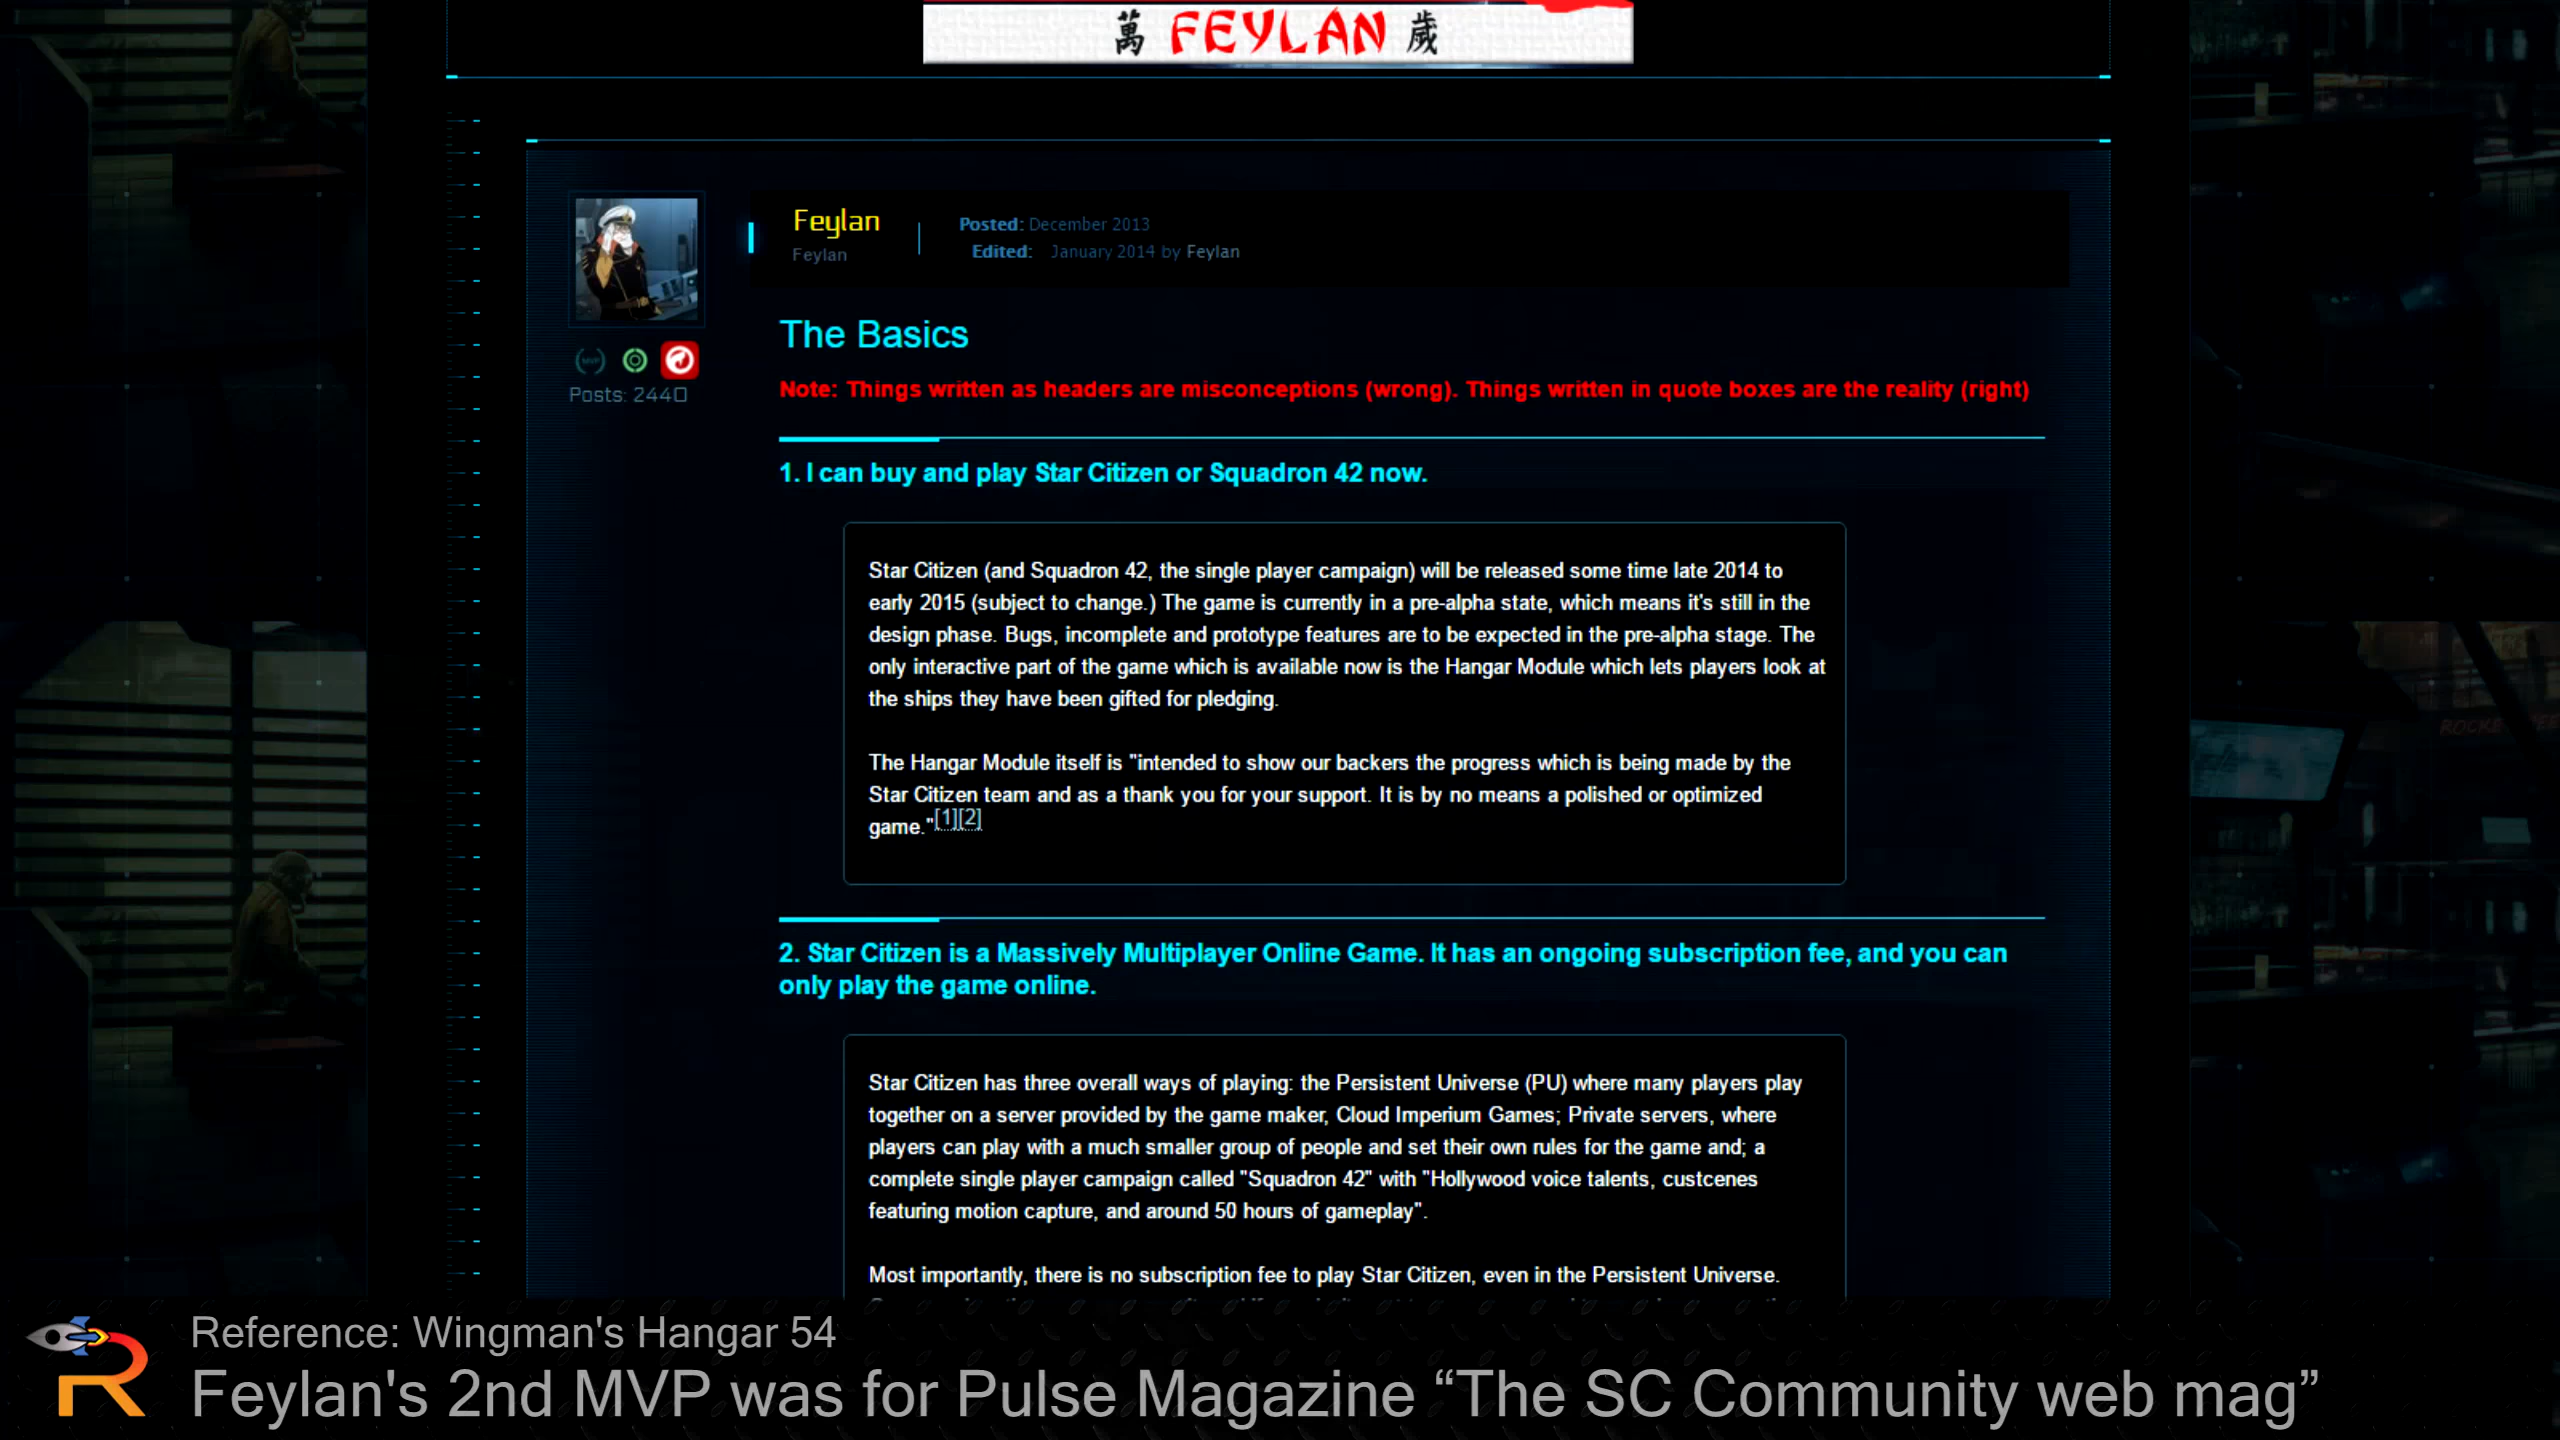 萬 FEYLAN 歲
Feylan
Feylan
Posted: December 2013
Edited: January 2014 by Feylan
MVP
Posts: 2440
The Basics
Note: Things written as headers are misconceptions (wrong). Things written in quote boxes are the reality (right)
1. I can buy and play Star Citizen or Squadron 42 now.
Star Citizen (and Squadron 42, the single player campaign) will be released some time late 2014 to
early 2015 (subject to change.) The game is currently in a pre-alpha state, which means it's still in the
design phase. Bugs, incomplete and prototype features are to be expected in the pre-alpha stage. The
only interactive part of the game which is available now is the Hangar Module which lets players look at
the ships they have been gifted for pledging.
The Hangar Module itself is "intended to show our backers the progress which is being made by the
Star Citizen team and as a thank you for your support. It is by no means a polished or optimized
game."[1][2]
2. Star Citizen is a Massively Multiplayer Online Game. It has an ongoing subscription fee, and you can
only play the game online.
Star Citizen has three overall ways of playing: the Persistent Universe (PU) where many players play
together on a server provided by the game maker, Cloud Imperium Games; Private servers, where
players can play with a much smaller group of people and set their own rules for the game and; a
complete single player campaign called "Squadron 42" with "Hollywood voice talents, custcenes
featuring motion capture, and around 50 hours of gameplay".
Most importantly, there is no subscription fee to play Star Citizen, even in the Persistent Universe.
R
Reference: Wingman's Hangar 54
Feylan's 2nd MVP was for Pulse Magazine “The SC Community web mag”